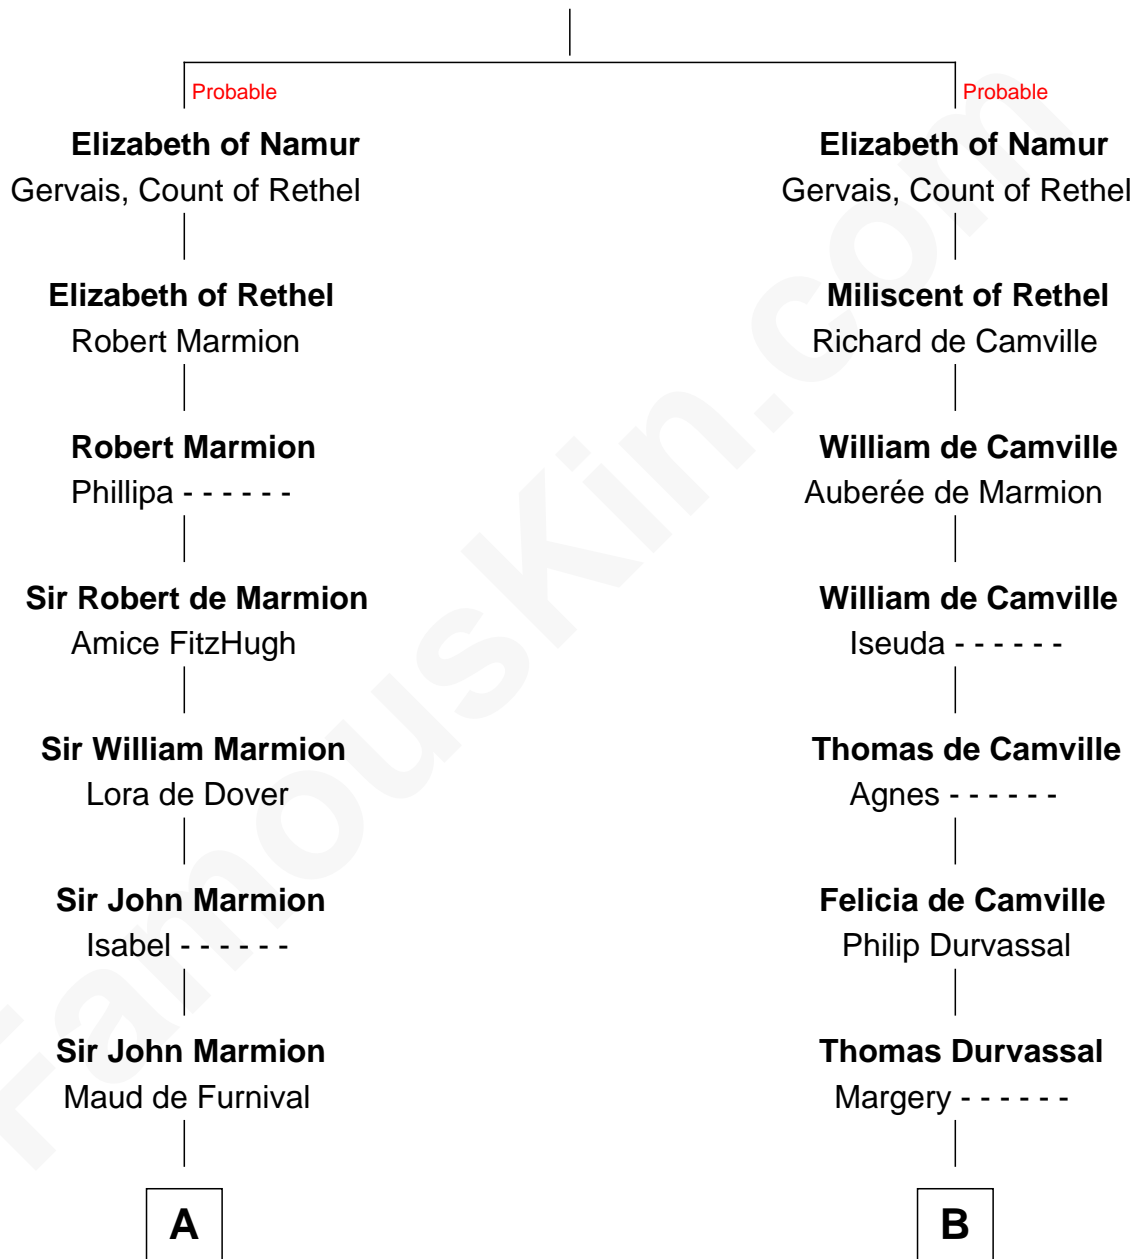 Probable
Elizabeth of Namur
Gervais, Count of Rethel
Elizabeth of Rethel
Robert Marmion
Robert Marmion
Phillipa - - - - - -
Sir Robert de Marmion
Amice FitzHugh
Sir William Marmion
Lora de Dover
Sir John Marmion
Isabel - - - - - -
Sir John Marmion
Maud de Furnival
A
Probable
Elizabeth of Namur
Gervais, Count of Rethel
Miliscent of Rethel
Richard de Camville
William de Camville
Auberée de Marmion
William de Camville
Iseuda - - - - - -
Thomas de Camville
Agnes - - - - - -
Felicia de Camville
Philip Durvassal
Thomas Durvassal
Margery - - - - - -
B
FamousKin.com